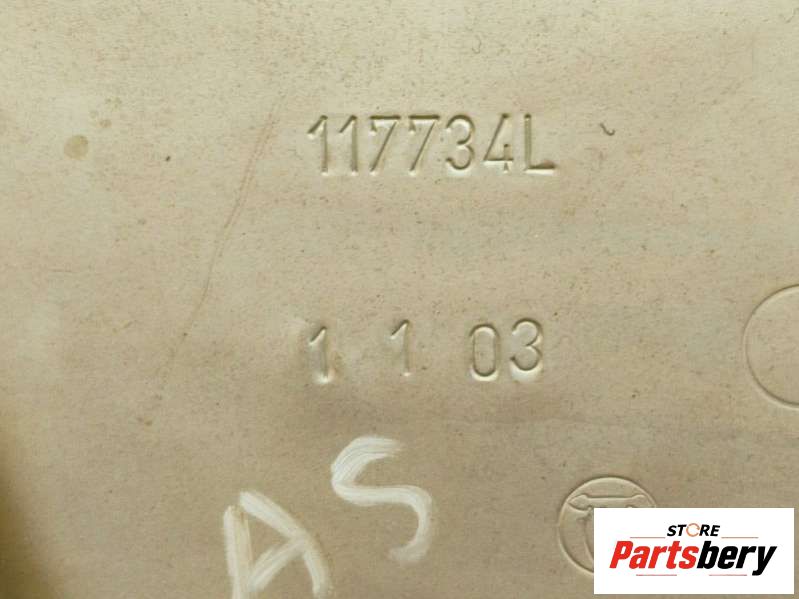 117734L
1 1 03
AS
STORE
Partsbery